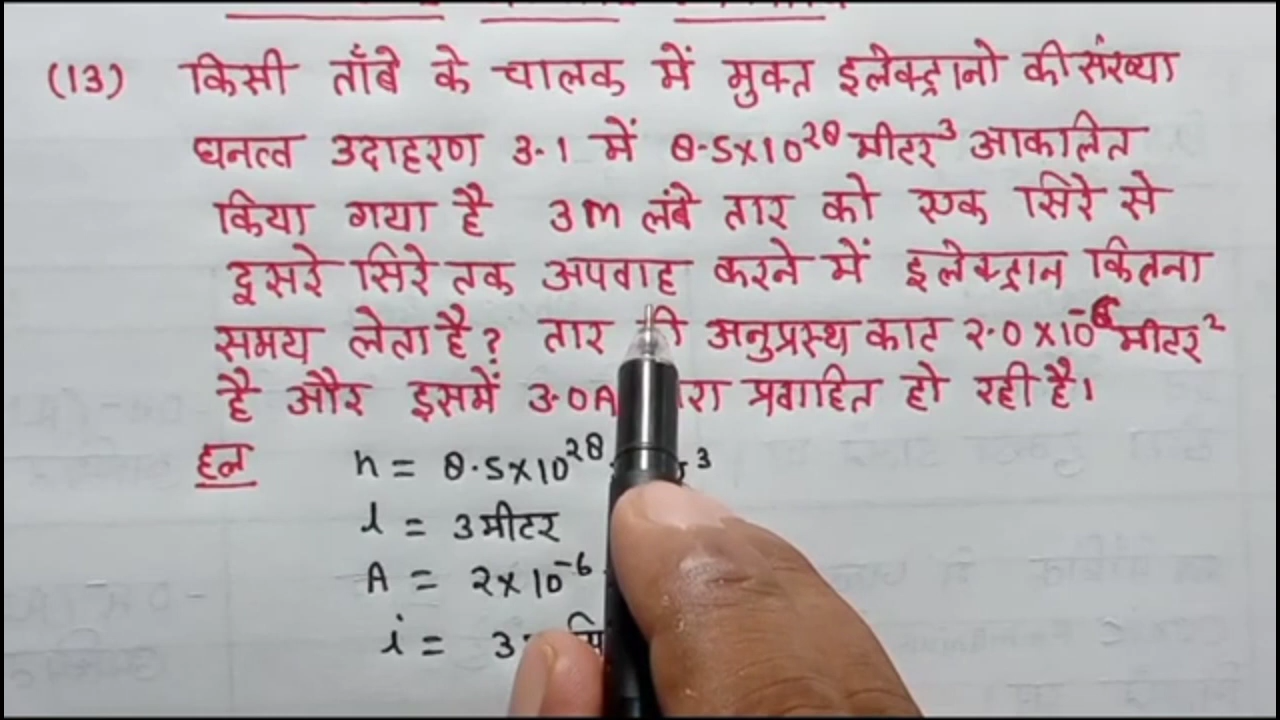 (13) किसी ताँबे के चालक में मुक्त इलेक्ट्रानो की संख्या
घनत्व उदाहरण 3.1 में 8.5×10²⁸ मीटर³ आकलित
किया गया है 3m लंबे तार को एक सिरे से
दूसरे सिरे तक अपवाह करने में इलेक्ट्रान कितना
समय लेता है? तार अनुप्रस्थ काट 2.0×10⁻⁶ मीटर²
है और इसमें 3.0A प्रवाहित हो रही है।
हल n = 8.5×10²⁸
l = 3 मीटर
A = 2×10⁻⁶
i = 3